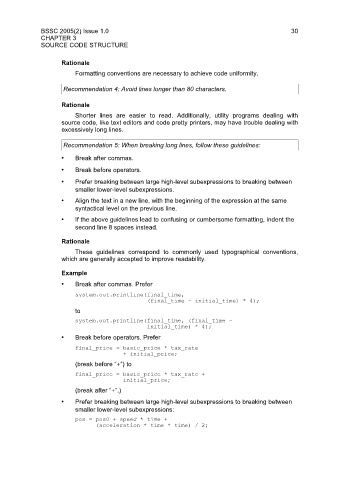 BSSC 2005(2) Issue 1.0 30
CHAPTER 3
SOURCE CODE STRUCTURE
Rationale
Formatting conventions are necessary to achieve code uniformity.
Recommendation 4: Avoid lines longer than 80 characters.
Rationale
Shorter lines are easier to read. Additionally, utility programs dealing with
source code, like text editors and code pretty printers, may have trouble dealing with
excessively long lines.
Recommendation 5: When breaking long lines, follow these guidelines:
• Break after commas.
• Break before operators.
• Prefer breaking between large high-level subexpressions to breaking between
smaller lower-level subexpressions.
• Align the text in a new line, with the beginning of the expression at the same
syntactical level on the previous line.
• If the above guidelines lead to confusing or cumbersome formatting, indent the
second line 8 spaces instead.
Rationale
These guidelines correspond to commonly used typographical conventions,
which are generally accepted to improve readability.
Example
• Break after commas. Prefer
system.out.printline(final_time,
(final_time - initial_time) * 4);
to
system.out.printline(final_time, (final_time -
initial_time) * 4);
• Break before operators. Prefer
final_price = basic_price * tax_rate
+ initial_price;
(break before "+") to
final_price = basic_price * tax_rate +
initial_price;
(break after "+".)
• Prefer breaking between large high-level subexpressions to breaking between
smaller lower-level subexpressions:
pos = pos0 + speed * time +
(acceleration * time * time) / 2;